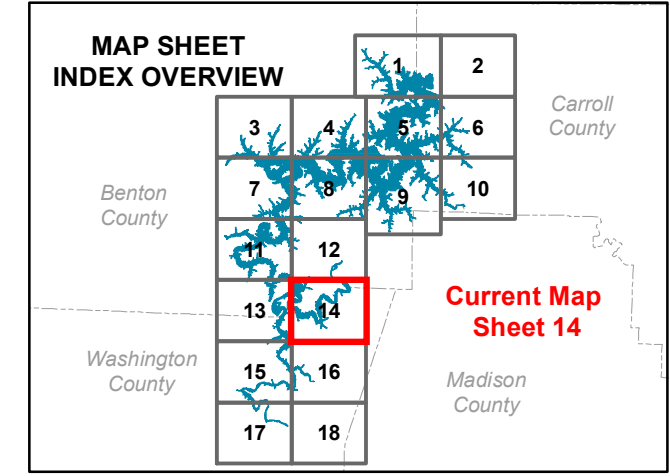 MAP SHEET
INDEX OVERVIEW
1
2
Carroll
County
3
4
5
6
Benton
County
7
8
9
10
11
12
13
14
Current Map
Sheet 14
Washington
County
15
16
Madison
County
17
18